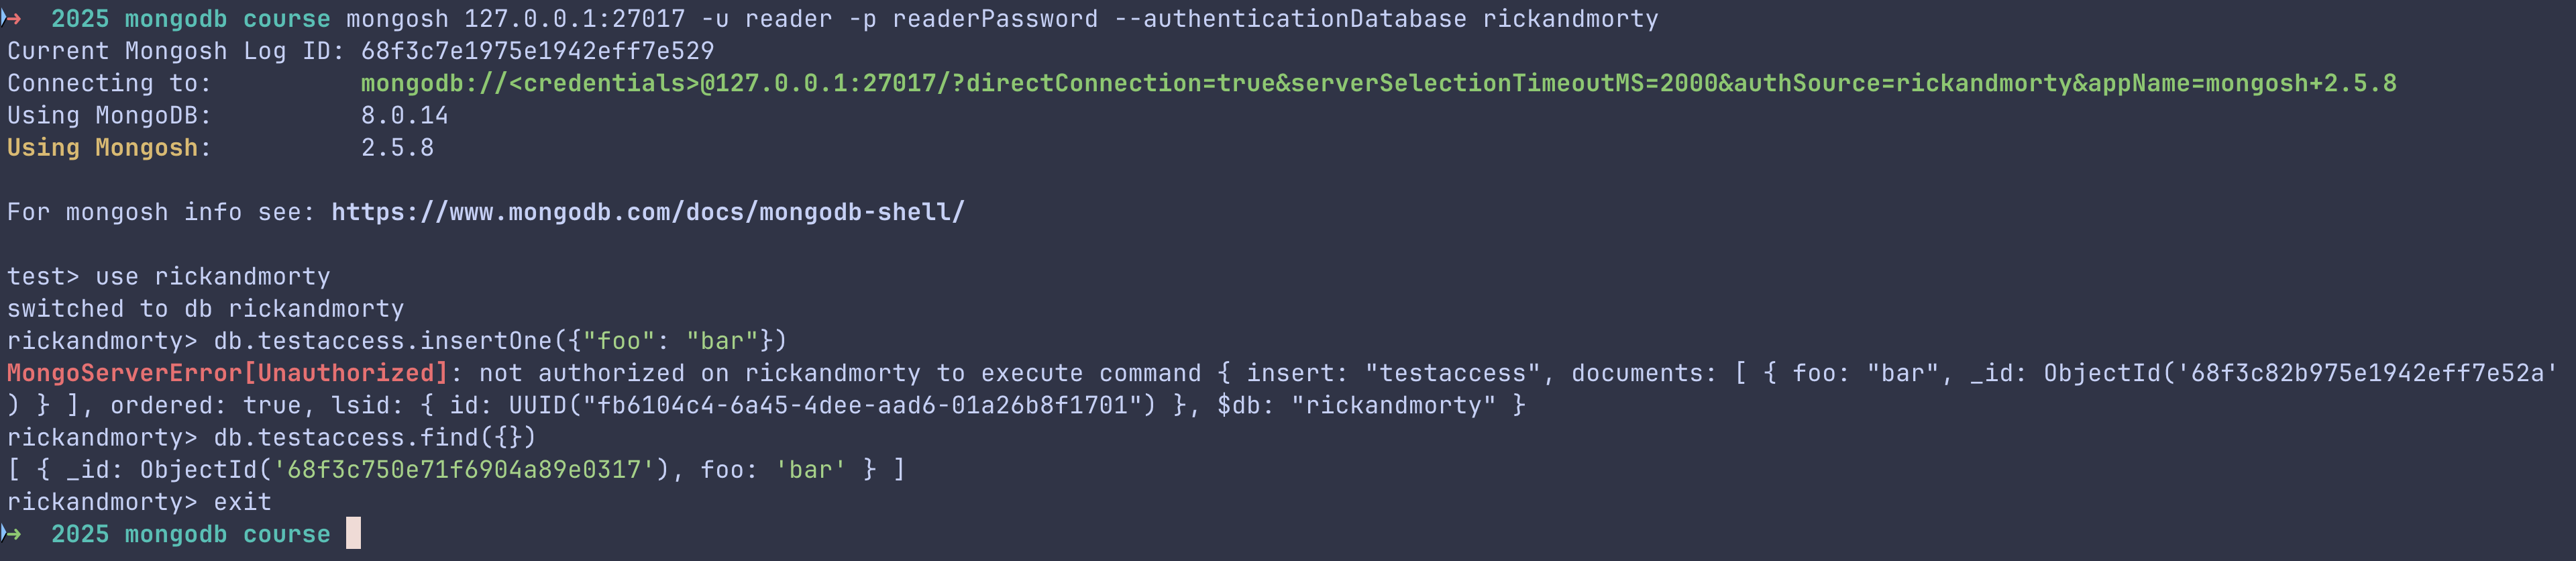 → 2025 mongodb course mongosh 127.0.0.1:27017 -u reader -p readerPassword --authenticationDatabase rickandmorty
Current Mongosh Log ID: 68f3c7e1975e1942eff7e529
Connecting to: mongodb://<credentials>@127.0.0.1:27017/?directConnection=true&serverSelectionTimeoutMS=2000&authSource=rickandmorty&appName=mongosh+2.5.8
Using MongoDB: 8.0.14
Using Mongosh: 2.5.8
For mongosh info see: https://www.mongodb.com/docs/mongodb-shell/
test> use rickandmorty
switched to db rickandmorty
rickandmorty> db.testaccess.insertOne({"foo": "bar"})
MongoServerError[Unauthorized]: not authorized on rickandmorty to execute command { insert: "testaccess", documents: [ { foo: "bar", _id: ObjectId('68f3c82b975e1942eff7e52a'
) } ], ordered: true, lsid: { id: UUID("fb6104c4-6a45-4dee-aad6-01a26b8f1701") }, $db: "rickandmorty" }
rickandmorty> db.testaccess.find({})
[ { _id: ObjectId('68f3c750e71f6904a89e0317'), foo: 'bar' } ]
rickandmorty> exit
→ 2025 mongodb course